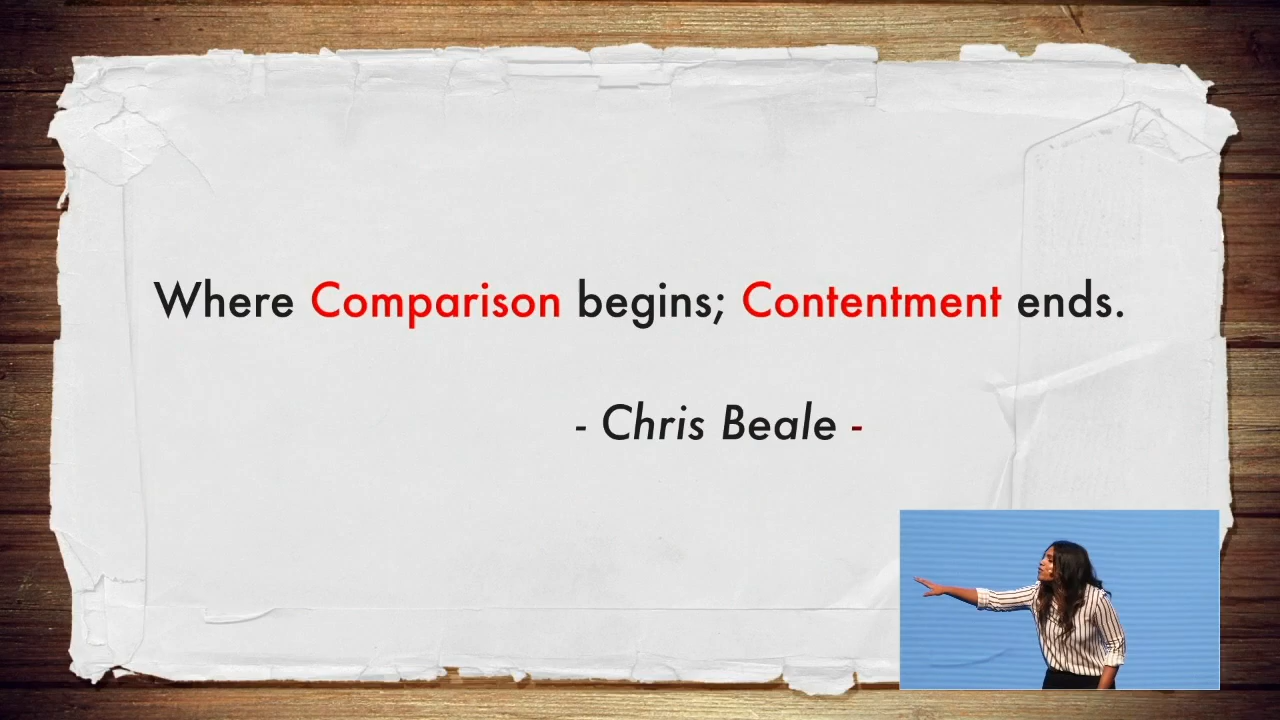 Where Comparison begins; Contentment ends.
- Chris Beale -